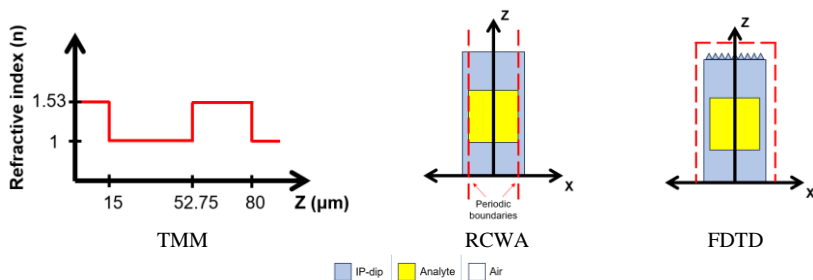 Refractive index (n)
1.53
1
15
52.75
80
Z (µm)
TMM
Z
X
Periodic
boundaries
RCWA
Z
X
FDTD
IP-dip
Analyte
Air